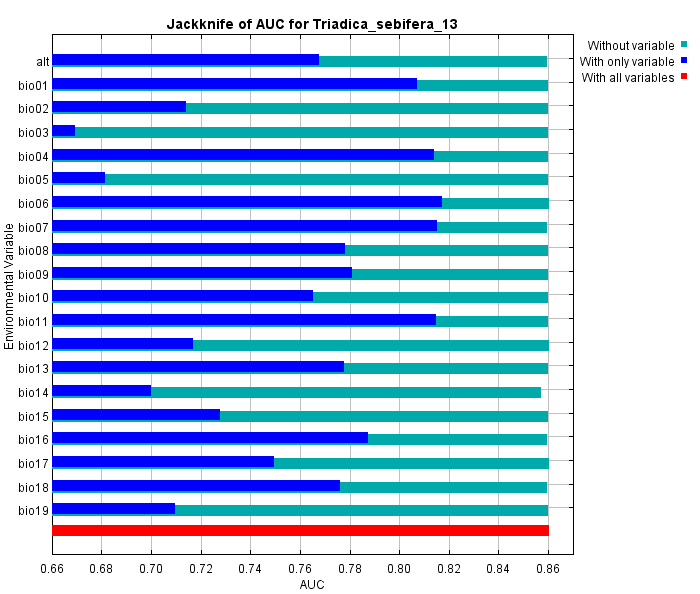 Jackknife of AUC for Triadica_sebifera_13
Without variable
With only variable
With all variables
Environmental Variable
alt
bio01
bio02
bio03
bio04
bio05
bio06
bio07
bio08
bio09
bio10
bio11
bio12
bio13
bio14
bio15
bio16
bio17
bio18
bio19
0.66 0.68 0.70 0.72 0.74 0.76 0.78 0.80 0.82 0.84 0.86
AUC